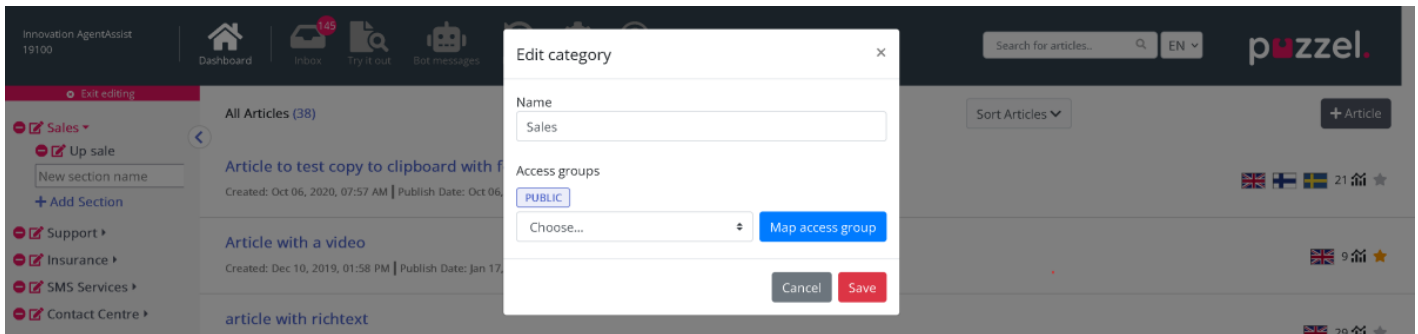 Innovation AgentAssist
19100
Dashboard
145
Inbox
Try it out
Bot messages
Search for articles..
EN
puzzel.
Exit editing
Sales
Up sale
New section name
+ Add Section
Support
Insurance
SMS Services
Contact Centre
All Articles (38)
Sort Articles
+ Article
Article to test copy to clipboard with f
Created: Oct 06, 2020, 07:57 AM | Publish Date: Oct 06,
21
Article with a video
Created: Dec 10, 2019, 01:58 PM | Publish Date: Jan 17,
9
article with richtext
29
Edit category
×
Name
Sales
Access groups
PUBLIC
Choose...
Map access group
Cancel
Save